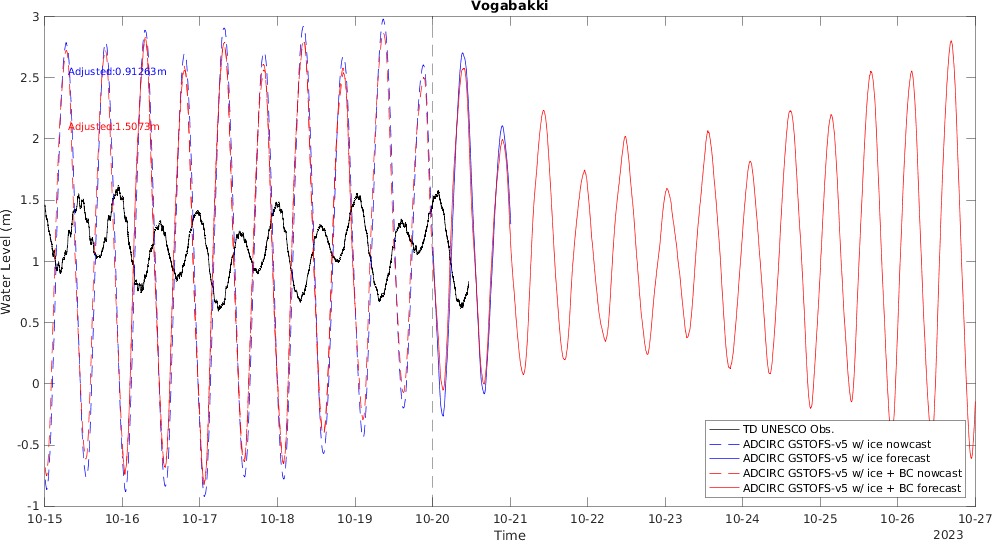 Vogabakki
3
2.5
2
1.5
1
0.5
0
-0.5
-1
Water Level (m)
Adjusted:0.91263m
Adjusted:1.5073m
TD UNESCO Obs.
ADCIRC GSTOFS-v5 w/ ice nowcast
ADCIRC GSTOFS-v5 w/ ice forecast
ADCIRC GSTOFS-v5 w/ ice + BC nowcast
ADCIRC GSTOFS-v5 w/ ice + BC forecast
10-15 10-16 10-17 10-18 10-19 10-20 10-21 10-22 10-23 10-24 10-25 10-26 10-27
Time
2023